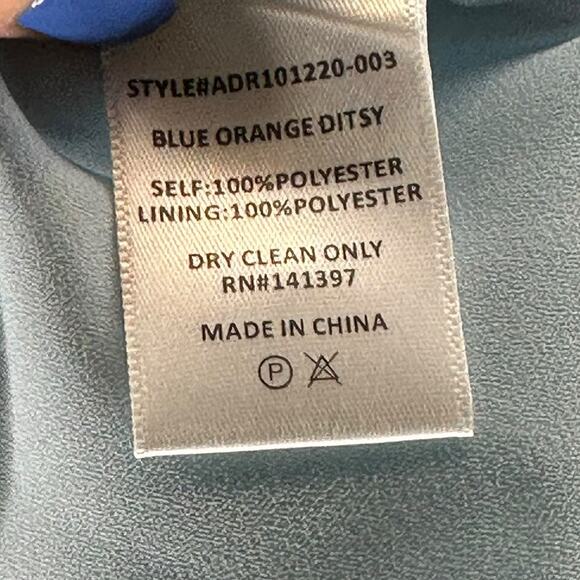 STYLE#ADR101220-003
BLUE ORANGE DITSY
SELF:100%POLYESTER
LINING:100%POLYESTER
DRY CLEAN ONLY
RN#141397
MADE IN CHINA
P